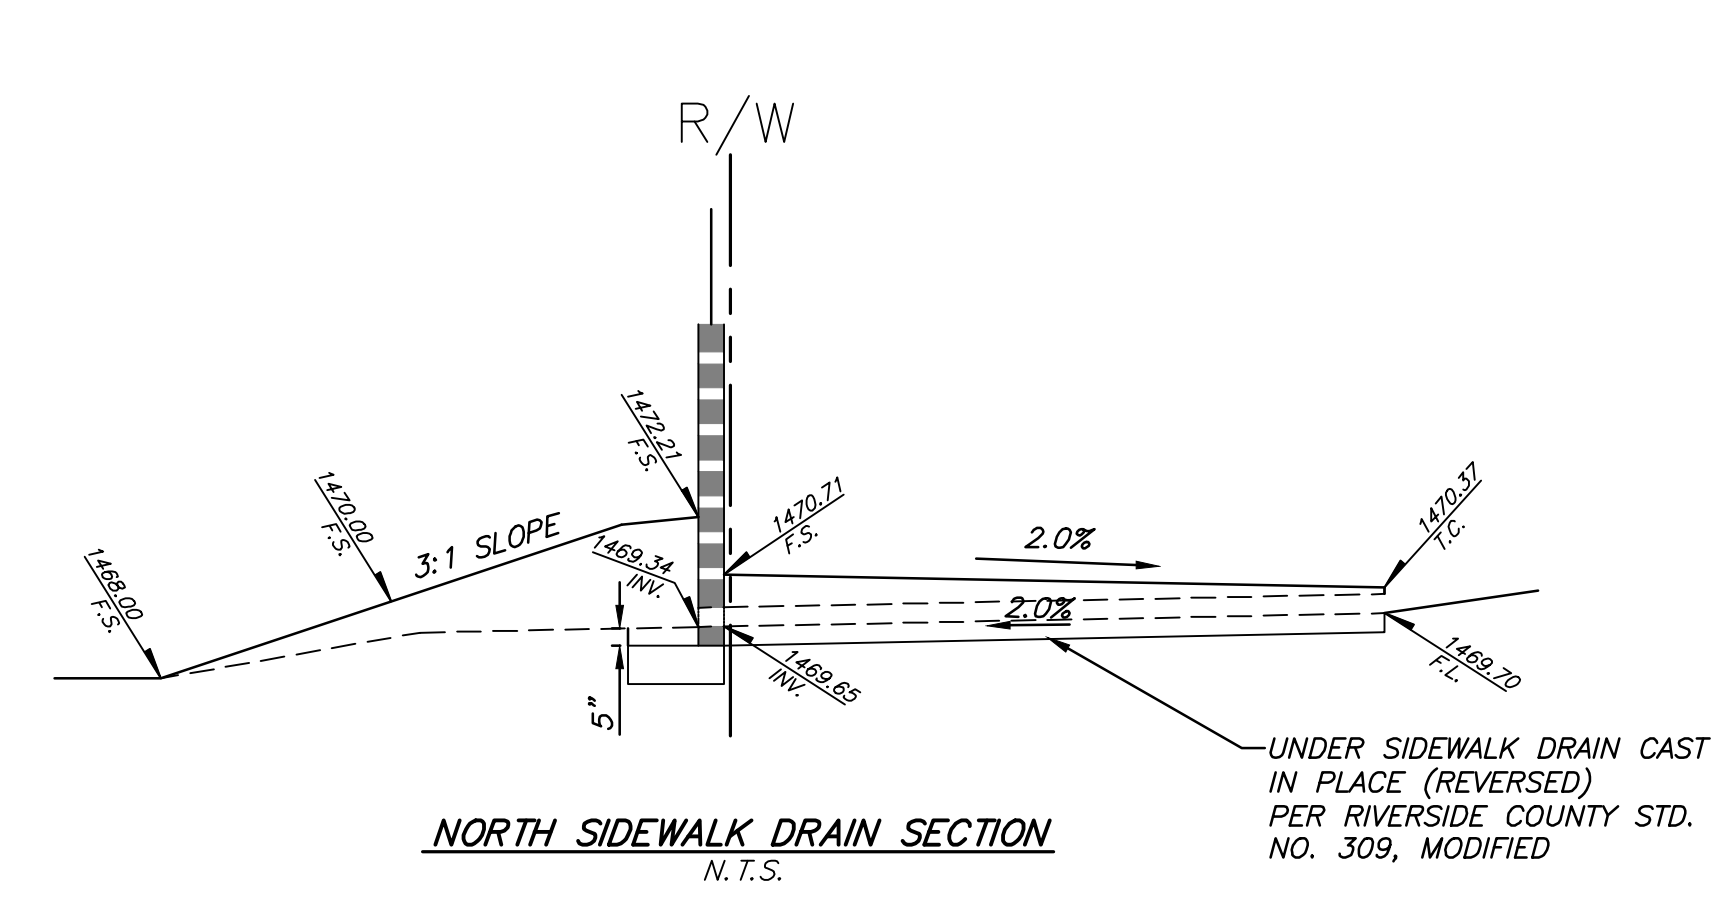 R/W
1472.21
F.S.
1470.00
F.S.
3:1 SLOPE
1468.00
F.S.
1469.34
INV.
1470.71
F.S.
2.0%
1470.37
T.C.
2.0%
1469.65
INV.
1469.70
F.L.
5"
UNDER SIDEWALK DRAIN CAST
IN PLACE (REVERSED)
PER RIVERSIDE COUNTY STD.
NO. 309, MODIFIED
NORTH SIDEWALK DRAIN SECTION
N.T.S.